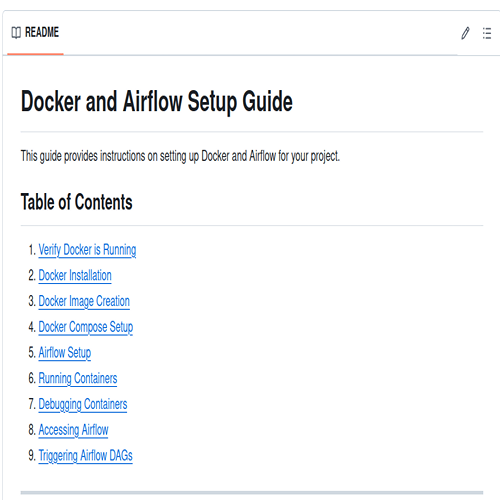 README
Docker and Airflow Setup Guide
This guide provides instructions on setting up Docker and Airflow for your project.
Table of Contents
1. Verify Docker is Running
2. Docker Installation
3. Docker Image Creation
4. Docker Compose Setup
5. Airflow Setup
6. Running Containers
7. Debugging Containers
8. Accessing Airflow
9. Triggering Airflow DAGs